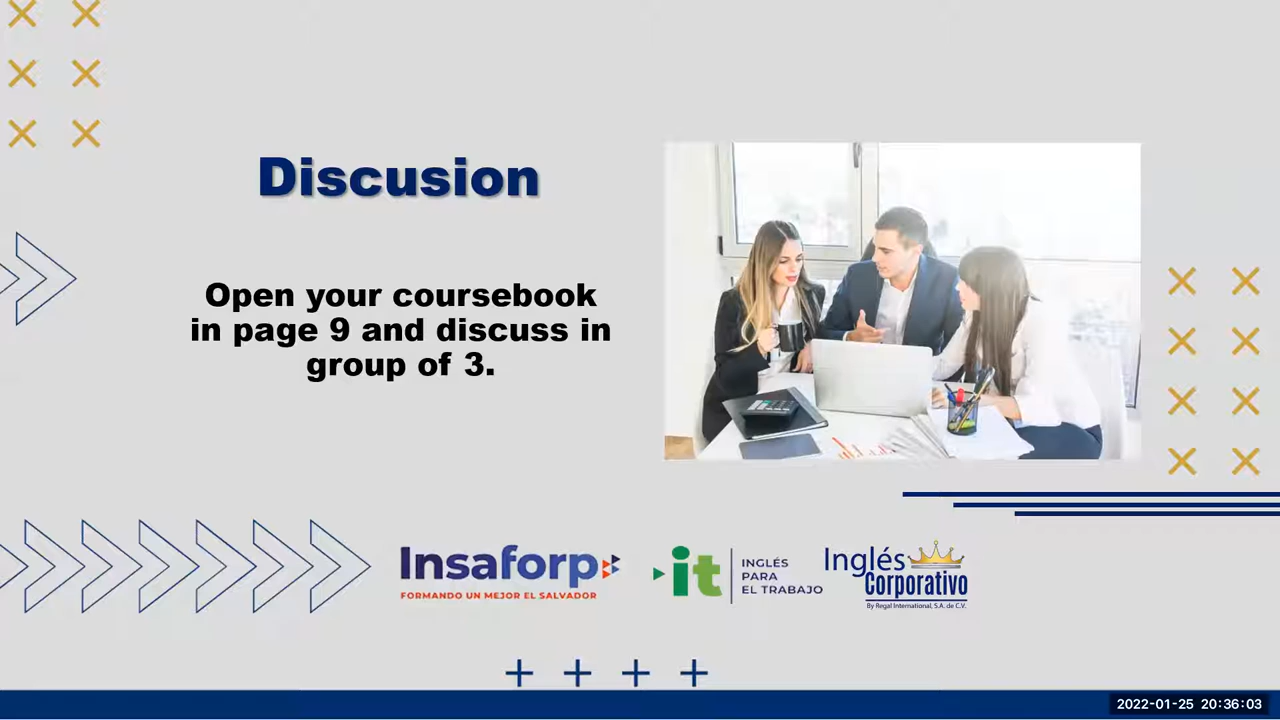 Discusion
Open your coursebook
in page 9 and discuss in
group of 3.
Insaforp
FORMANDO UN MEJOR EL SALVADOR
it
INGLÉS
PARA
EL TRABAJO
Inglés
Corporativo
By Regal International, S.A. de C.V.
2022-01-25 20:36:03